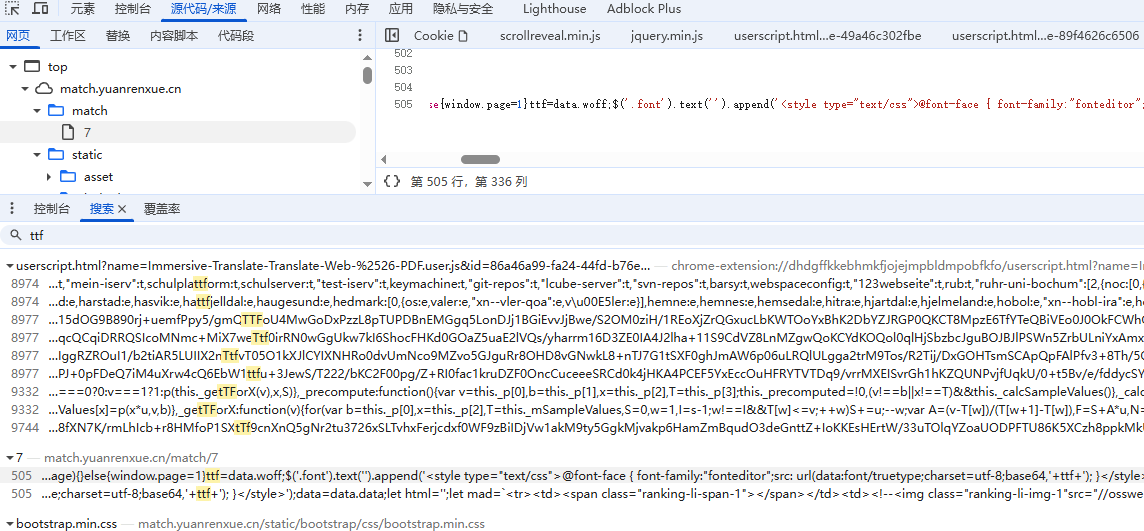 元素 控制台 源代码/来源 网络 性能 内存 应用 隐私与安全 Lighthouse Adblock Plus
网页 工作区 替换 内容脚本 代码段
Cookie scrollreveal.min.js jquery.min.js userscript.html...e-49a46c302fbe userscript.html...e-89f4626c6506
top
match.yuanrenxue.cn
match
7
static
asset
502
503
504
505 se{window.page=1}ttf=data.woff;$('.font').text('').append('<style type="text/css">@font-face { font-family:"fonteditor";
{} 第 505 行，第 336 列
控制台 搜索 × 覆盖率
ttf
userscript.html?name=Immersive-Translate-Translate-Web-%2526-PDF.user.js&id=86a46a99-fa24-44fd-b76e... — chrome-extension://dhdgffkkebhmkfjojejmpbldmpobfkfo/userscript.html?name=Im
8974 ...t,"mein-iserv":t,schulplattform:t,schulserver:t,"test-iserv":t,keymachine:t,"git-repos":t,"lcube-server":t,"svn-repos":t,barsy:t,webspaceconfig:t,"123webseite":t,rub:t,"ruhr-uni-bochum":[2,{noc:[0,{
8977 ...d:e,harstad:e,hasvik:e,hattfjelldal:e,haugesund:e,hedmark:[0,{os:e,valer:e,"xn--vler-qoa":e,v\u00E5ler:e}],hemne:e,hemnes:e,hemsedal:e,hitra:e,hjartdal:e,hjelmeland:e,hobol:e,"xn--hobl-ira":e,h
8977 ...15dOG9B890rj+uemfPpy5/gmQTTFoU4MwGoDxPzzL8pTUPDBnEMGgq5LonDJj1BGiEvvJjBwe/S2OM0ziH/1REoXjZrQGxucLbKWTOoYxBhK2DbYZJRGP0QKCT8MpzE6TfYTeQBiVEo0J0OkFCWhG
8977 ...qcQCqiDRRQSIcoMNmc+MiX7weTtf0irRN0wGgUkw7kI6ShocFHKd0GOaZ5uaE2lVQs/yharrm16D3ZE0IA4J2lha+11S9CdVZ8LnMZgwQoKCYdKOQol0qIHjSbzbcJguBOJBJlPSWn5ZrbULniYxAmx
8977 ...IggRZROuI1/b2tiAR5LUIIX2nTtfvT05O1kXJlCYIXNHRo0dvUmNco9MZvo5GJguRr8OHD8vGNwkL8+nTJ7G1tSXF0ghJmAW6p06uLRQlULgga2trM9Tos/R2Tij/DxGOHTsmSCApQpFAlPfv3+8Th/5C
8977 ...PJ+0pFDeQ7iM4uXrw4cQ6EbW1ttfu+3JewS/T222/bKC2F00pg/Z+RI0fac1kruDZF0OncCuceeeSRCd0k4jHKA4PCEF5YxEccOuHFRYTVTDq9/vrrMXEISvrGh1hKZQUNPvjfUqkU/0+t5Bv/e/fddycSY
9332 ...===0?0:v===1?1:p(this._getTForX(v),x,S)},_precompute:function(){var v=this._p[0],b=this._p[1],x=this._p[2],T=this._p[3];this._precomputed=!0,(v!==b||x!==T)&&this._calcSampleValues()},_calc
9332 ...Values[x]=p(x*u,v,b)},_getTForX:function(v){for(var b=this._p[0],x=this._p[2],T=this._mSampleValues,S=0,w=1,I=s-1;w!==I&&T[w]<=v;++w)S+=u;--w;var A=(v-T[w])/(T[w+1]-T[w]),F=S+A*u,N=
9744 ...8fXN7K/rmLhIcb+r8HMfoP1SXtTf9cnXnQ5gNr2tu3726xSLTvhxFerjcdxf0WF9zBiIDjVw1akM9ty5GgkMjvakp6HamZmBqudO3deGnttZ+IoKKEsHErtW/33uTOlqYZoaUODPFTU86K5XCzh8ppkMkU
7 — match.yuanrenxue.cn/match/7
505 ...age)}{}else{window.page=1}ttf=data.woff;$('.font').text('').append('<style type="text/css">@font-face { font-family:"fonteditor";src: url(data:font/truetype;charset=utf-8;base64,'+ttf+'); }</style>
505 ...e;charset=utf-8;base64,'+ttf+'); }</style>');data=data.data;let html='';let mad=`<tr><td><span class="ranking-li-span-1"></span></td><td><!--<img class="ranking-li-img-1"src="//osswe
bootstrap.min.css — match.yuanrenxue.cn/static/bootstrap/css/bootstrap.min.css